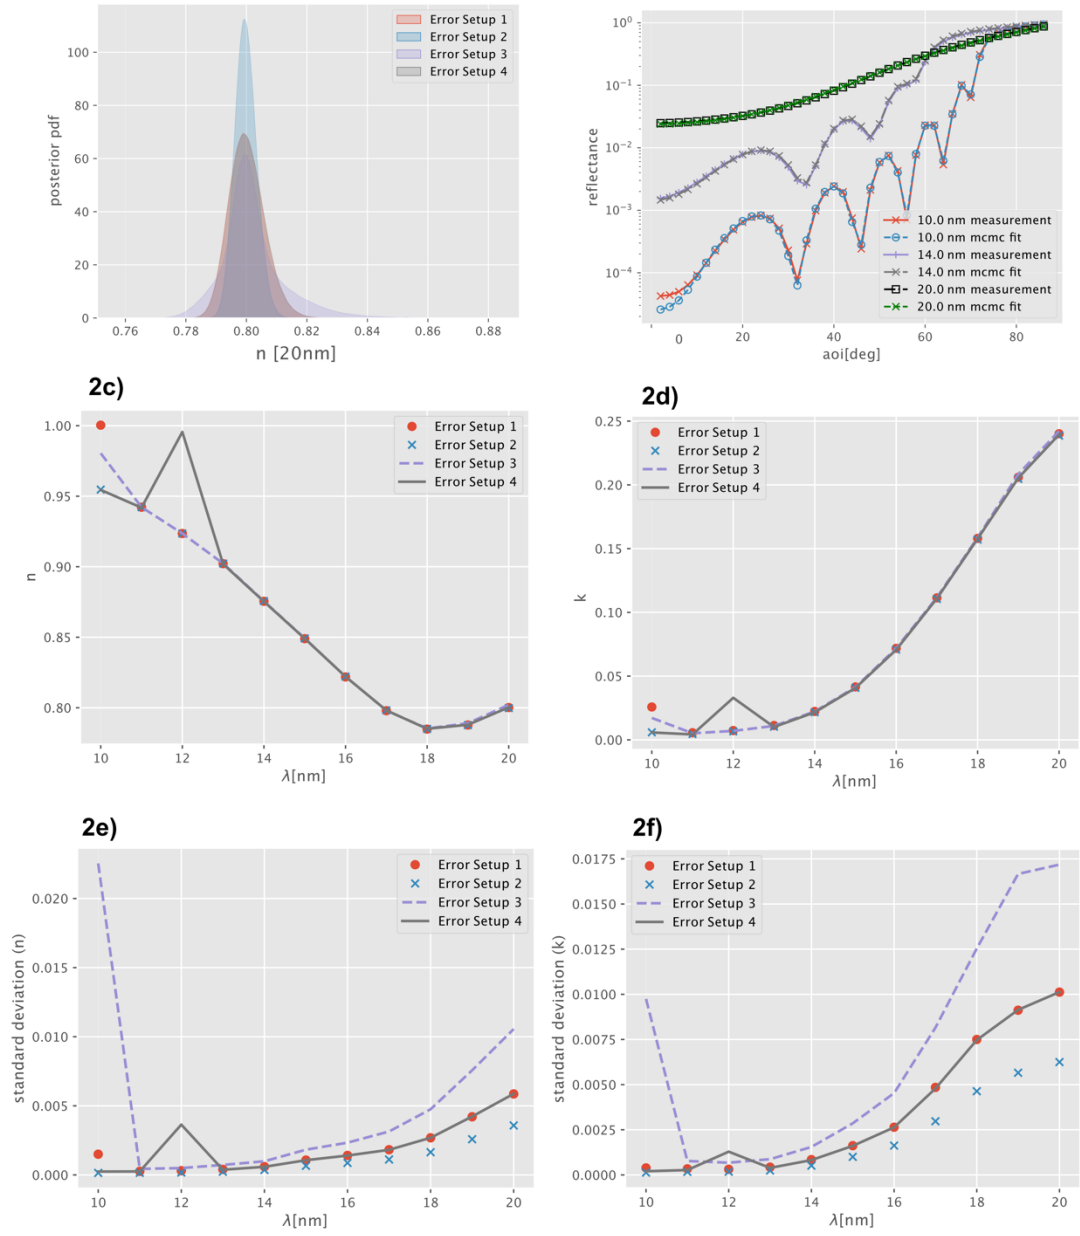 Error Setup 1
Error Setup 2
Error Setup 3
Error Setup 4
100
80
60
40
20
0
posterior pdf
0.76 0.78 0.80 0.82 0.84 0.86 0.88
n [20nm]
10⁰
10⁻¹
10⁻²
10⁻³
10⁻⁴
reflectance
10.0 nm measurement
10.0 nm mcmc fit
14.0 nm measurement
14.0 nm mcmc fit
20.0 nm measurement
20.0 nm mcmc fit
0 20 40 60 80
aoi[deg]
2c)
Error Setup 1
Error Setup 2
Error Setup 3
Error Setup 4
1.00
0.95
0.90
0.85
0.80
n
10 12 14 16 18 20
λ[nm]
2d)
Error Setup 1
Error Setup 2
Error Setup 3
Error Setup 4
0.25
0.20
0.15
0.10
0.05
0.00
k
10 12 14 16 18 20
λ[nm]
2e)
Error Setup 1
Error Setup 2
Error Setup 3
Error Setup 4
0.020
0.015
0.010
0.005
0.000
standard deviation (n)
10 12 14 16 18 20
λ[nm]
2f)
Error Setup 1
Error Setup 2
Error Setup 3
Error Setup 4
0.0175
0.0150
0.0125
0.0100
0.0075
0.0050
0.0025
0.0000
standard deviation (k)
10 12 14 16 18 20
λ[nm]